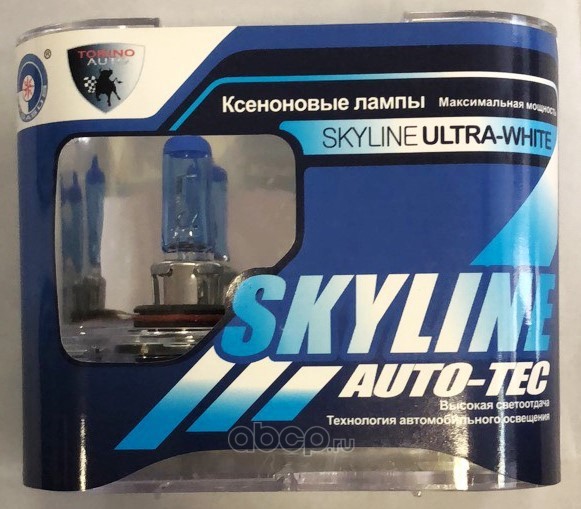 TORINO
AUTO
®
Ксеноновые лампы Максимальная мощность
SKYLINE ULTRA-WHITE
SKYLINE
AUTO-TEC
Высокая светоотдача
Технология автомобильного освещения
abcp.ru